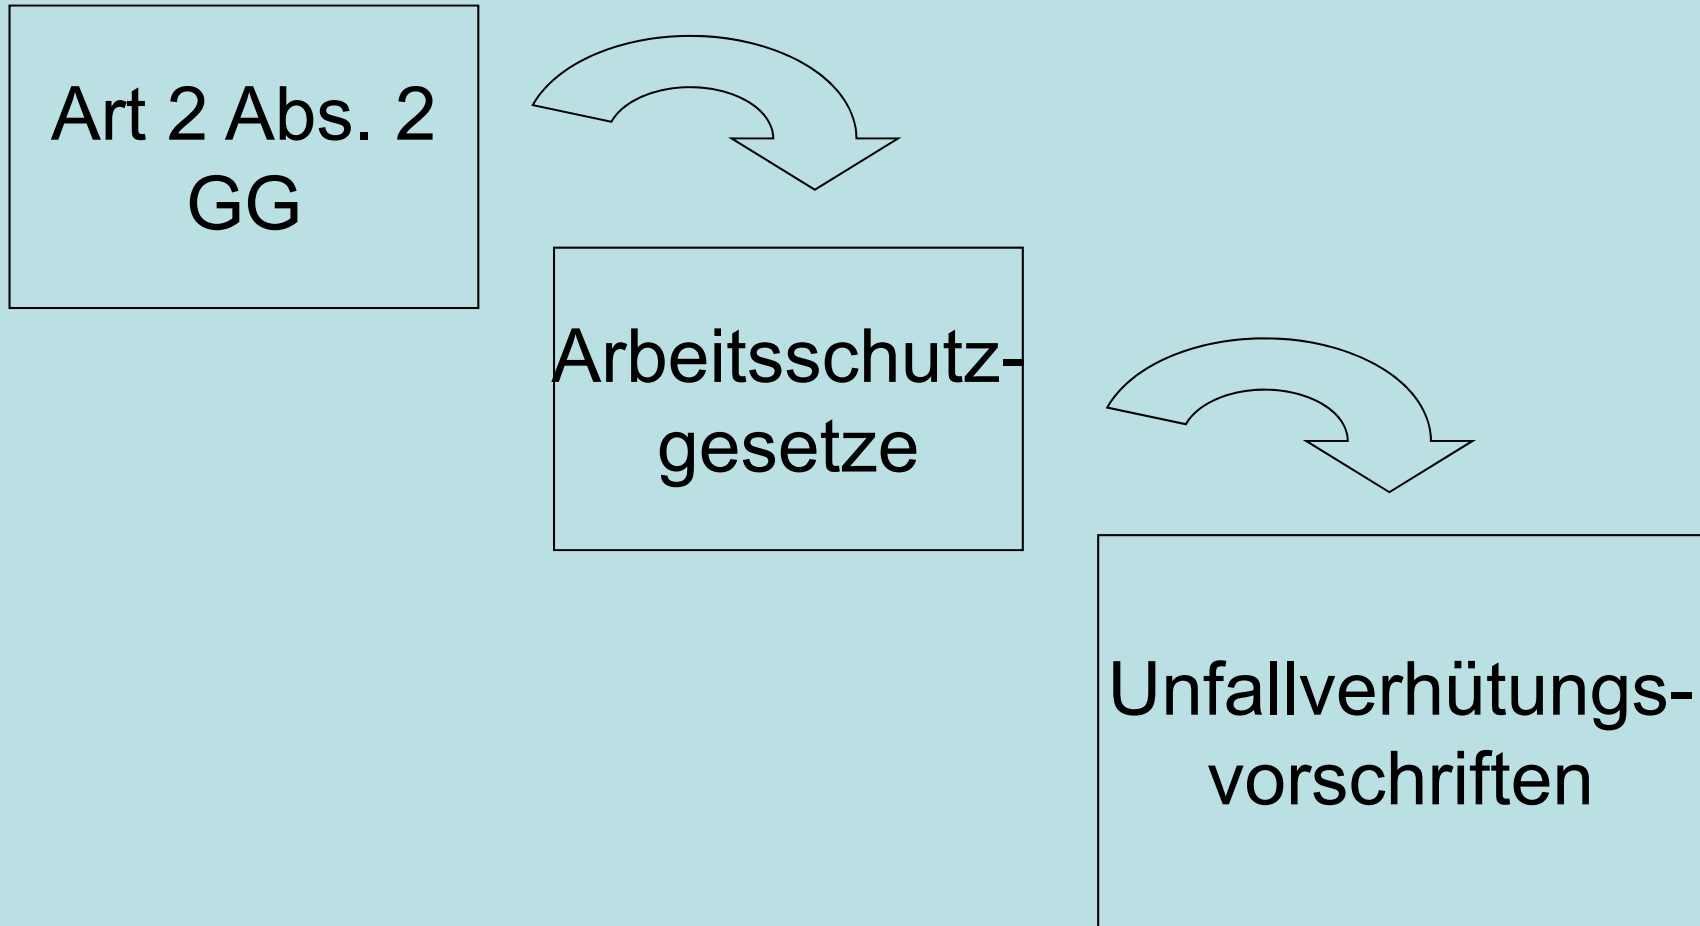 Art 2 Abs. 2
GG
Arbeitsschutz-
gesetze
Unfallverhütungs-
vorschriften